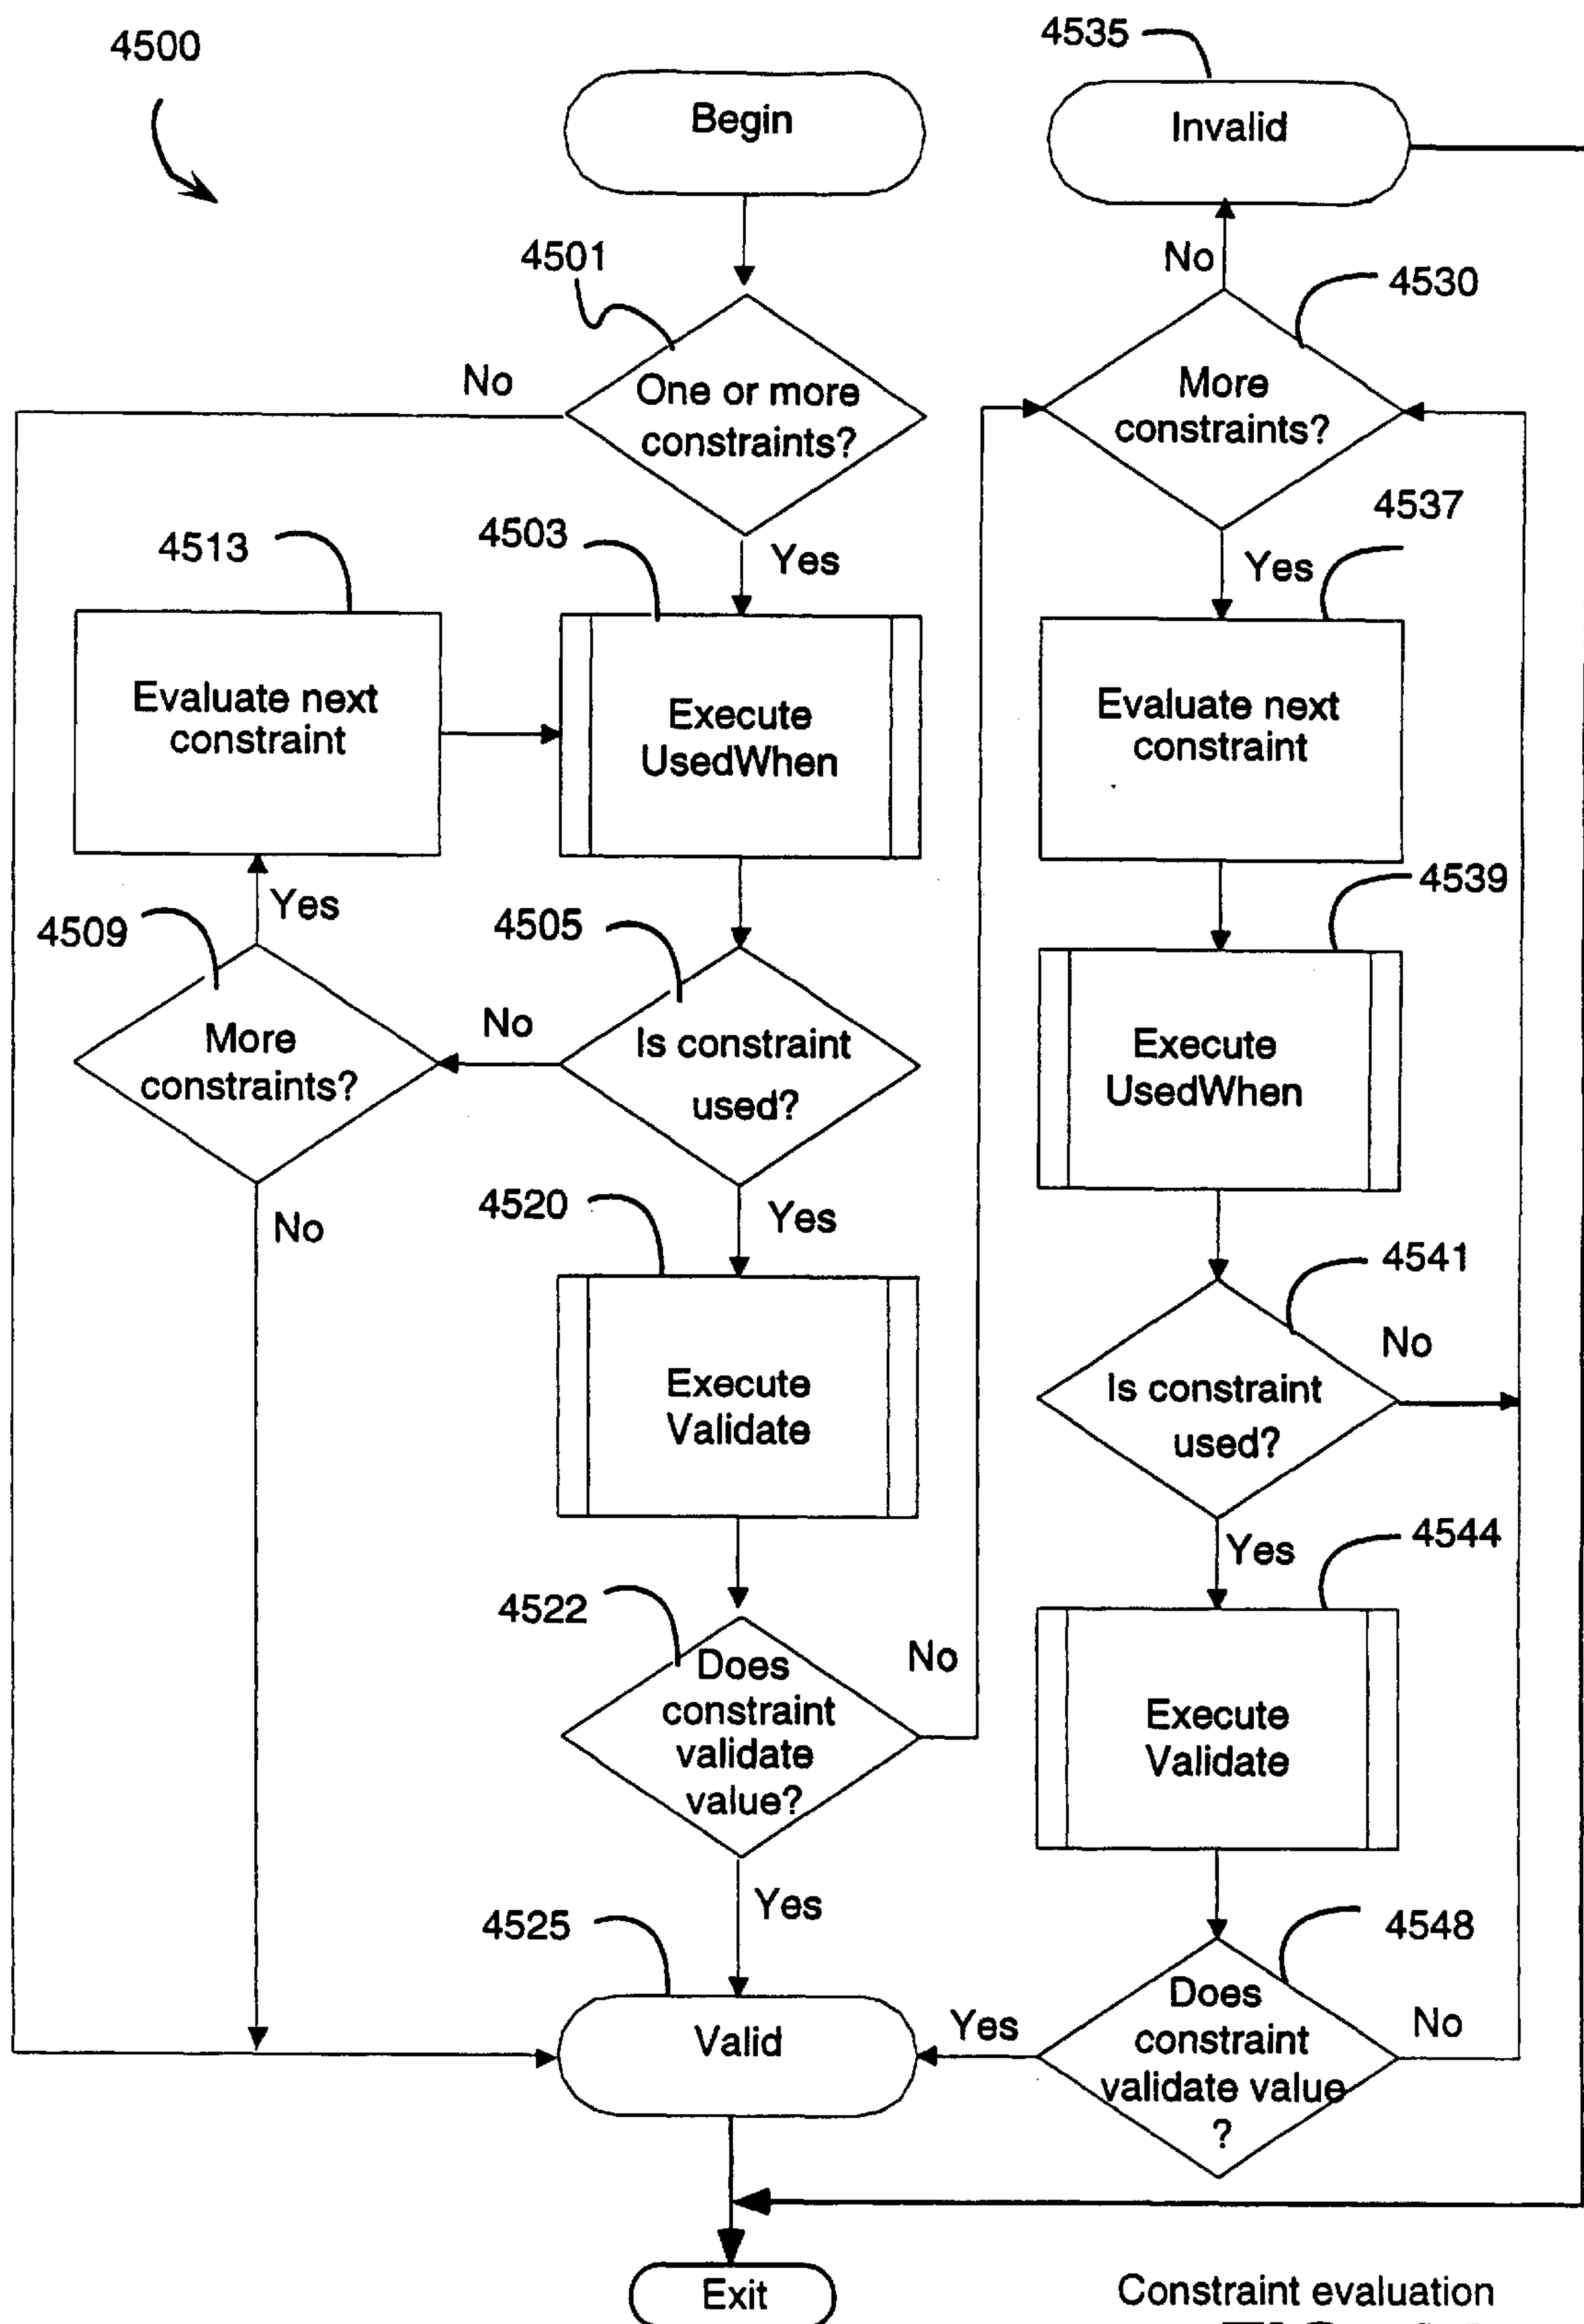 4500
4535
Begin
Invalid
4501
No
4530
No
One or more
constraints?
More
constraints?
4513
4503
Yes
4537
Yes
Evaluate next
constraint
Execute
UsedWhen
Evaluate next
constraint
4509
Yes
4505
4539
More
constraints?
No
Is constraint
used?
Execute
UsedWhen
No
4520
Yes
4541
No
Execute
Validate
Is constraint
used?
Yes
4544
4522
Does
constraint
validate
value?
No
Execute
Validate
4525
Yes
4548
Valid
Yes
Does
constraint
validate value
?
No
Exit
Constraint evaluation